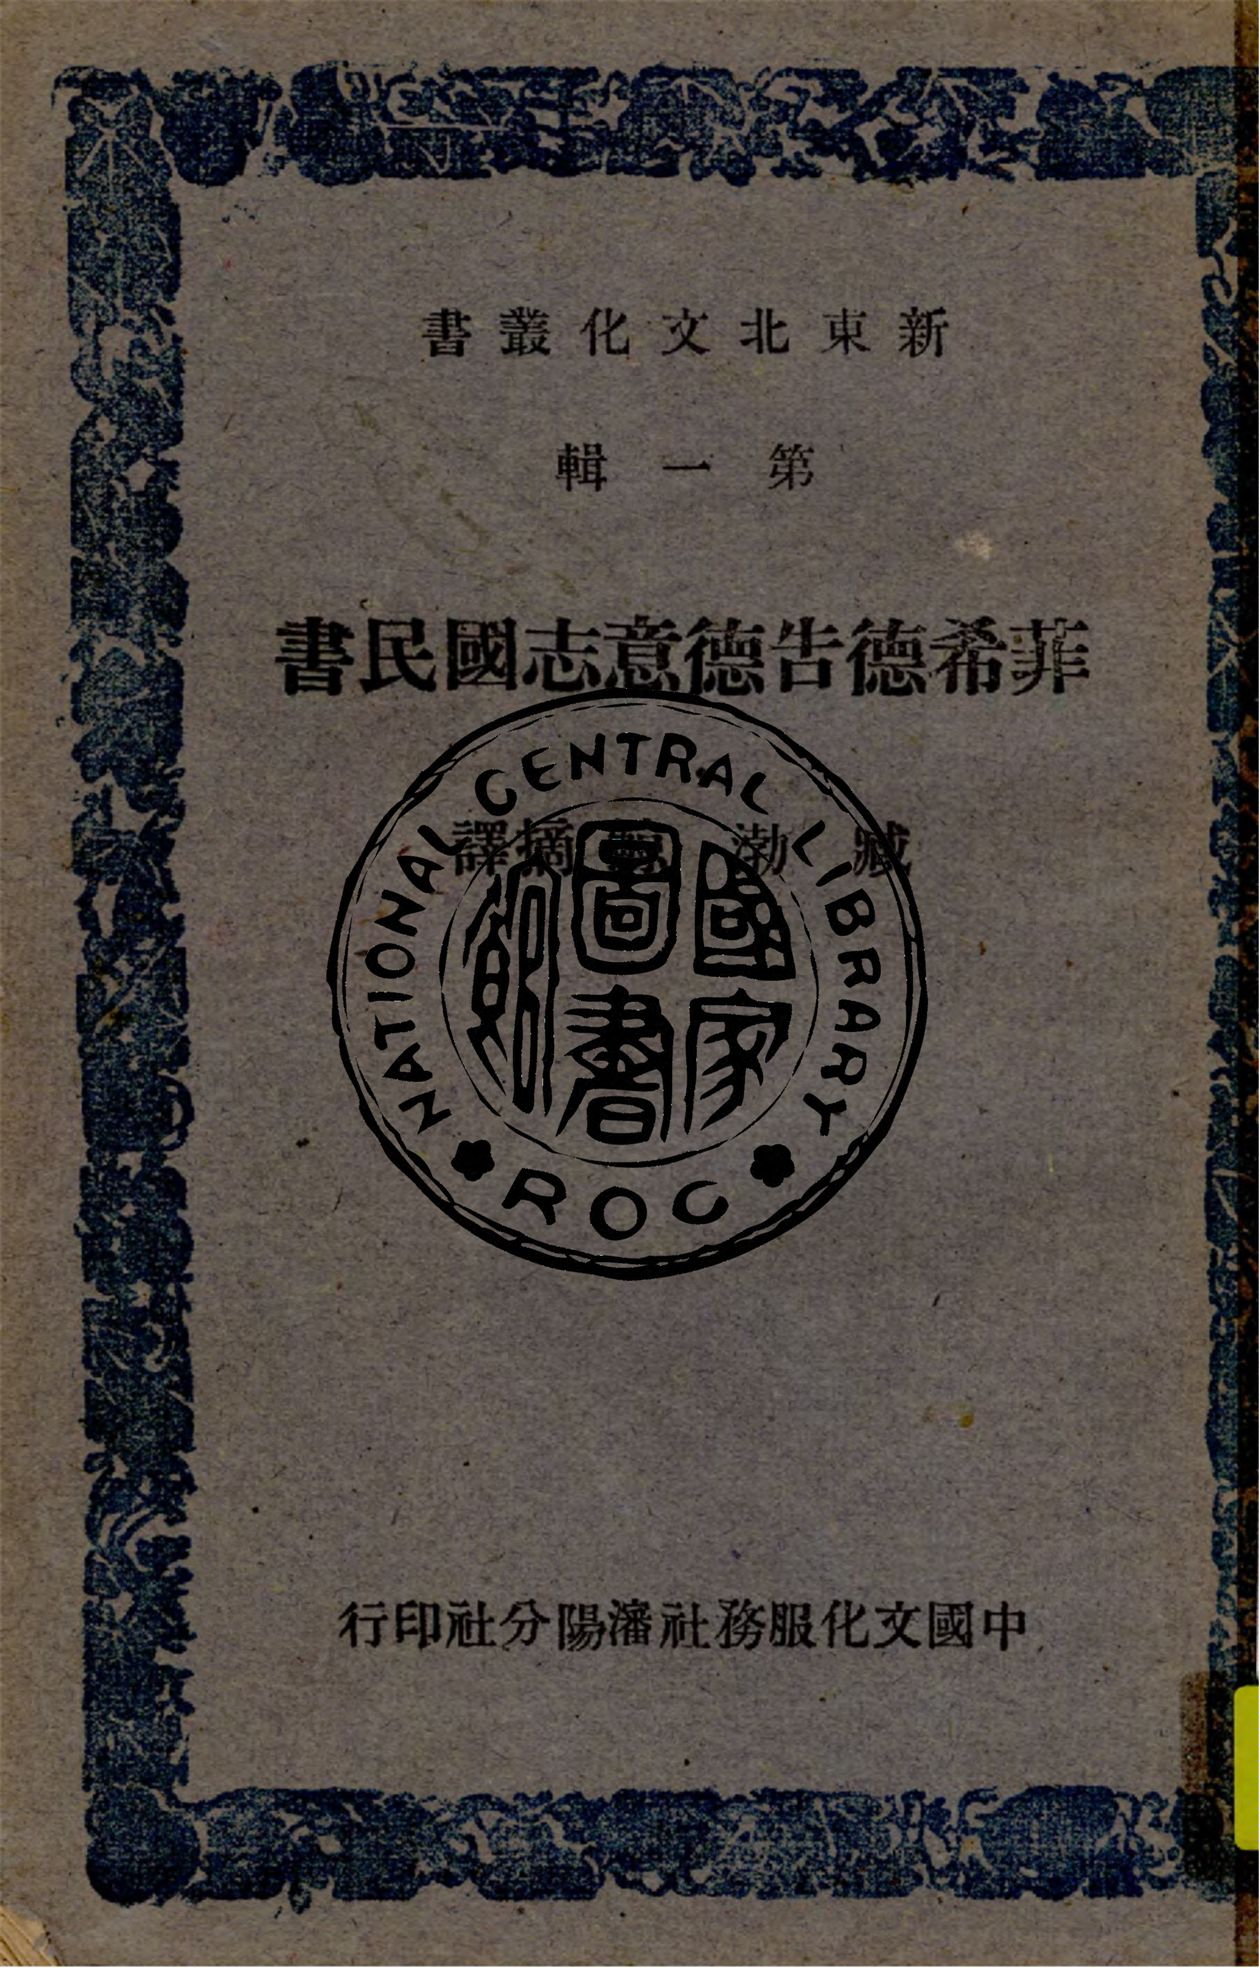 新東北文化叢書
第一輯
菲希德告德意志國民書
臧渤鯨摘譯
NATIONAL CENTRAL LIBRARY
國家圖書館
ROC
中國文化服務社瀋陽分社印行